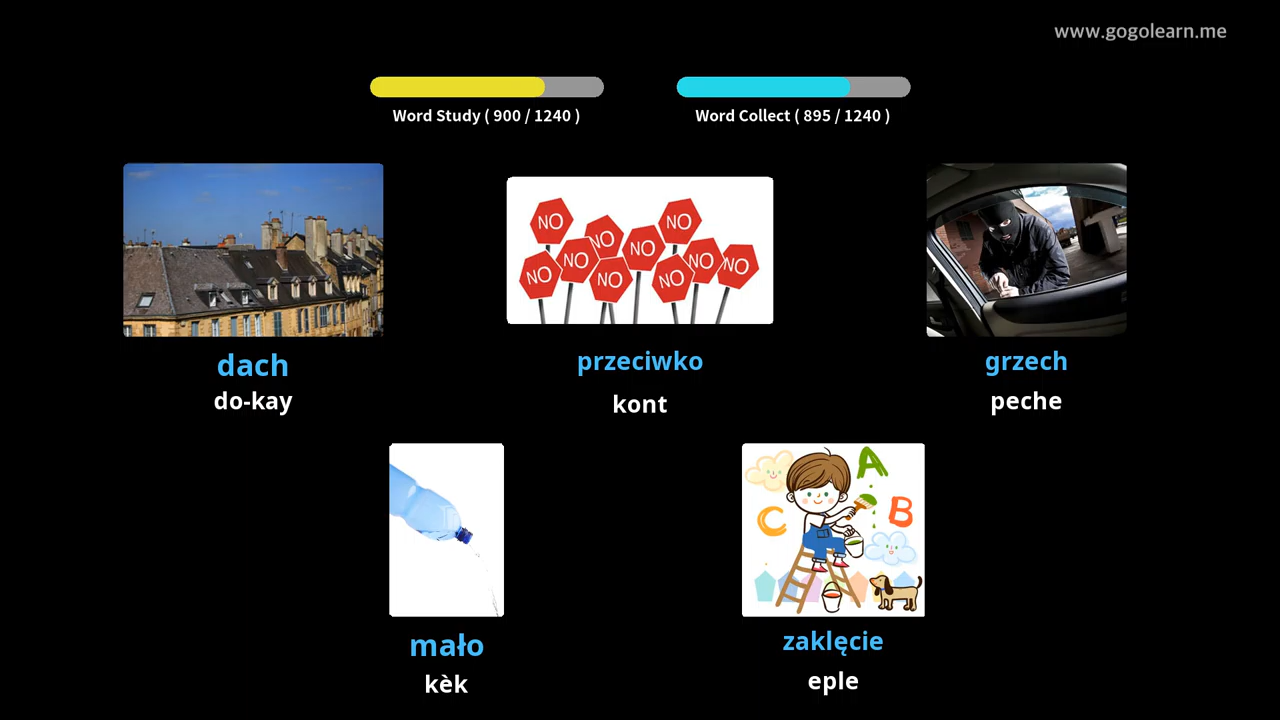 www.gogolearn.me
Word Study ( 900 / 1240 )
Word Collect ( 895 / 1240 )
NO
NO
NO
NO
NO
NO
NO
NO
NO
NO
dach
do-kay
przeciwko
kont
grzech
peche
A
B
C
mało
kèk
zaklęcie
eple